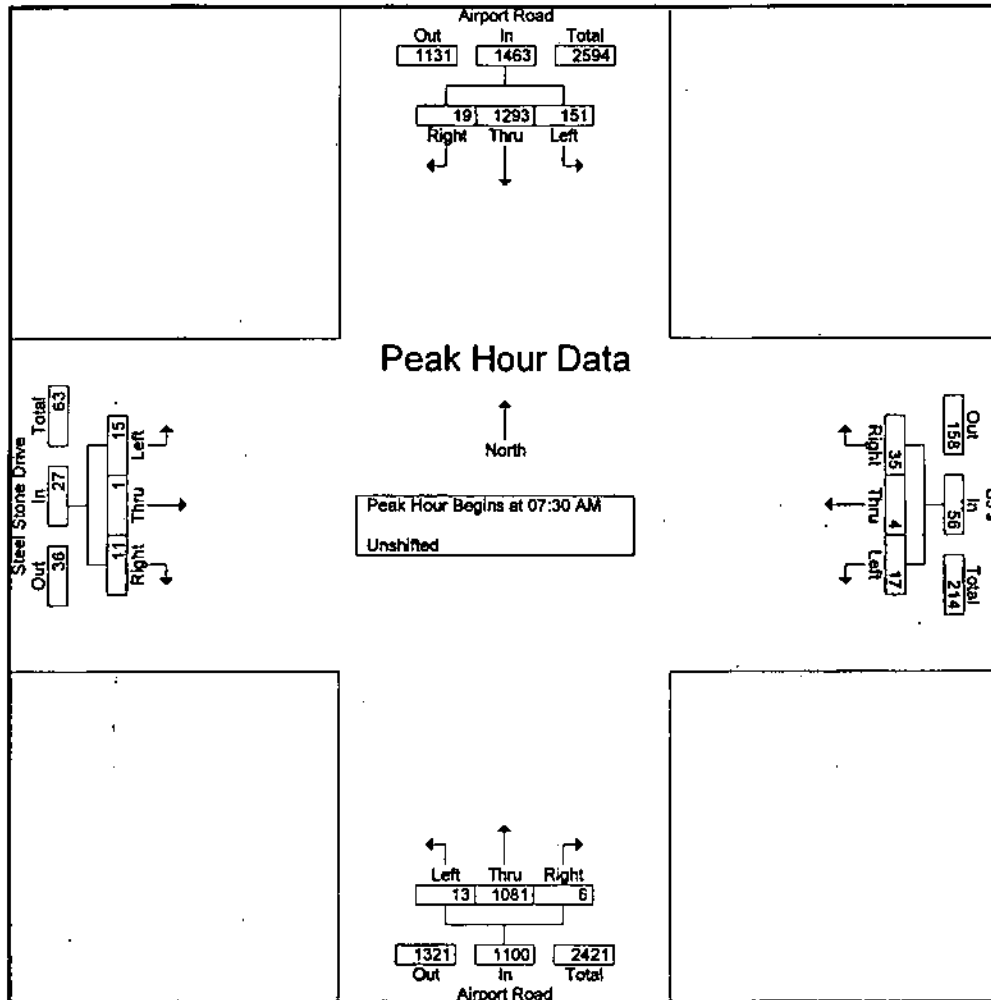 Airport Road
Out In Total
1131 1463 2594
19 1293 151
Right Thru Left
Peak Hour Data
North
Peak Hour Begins at 07:30 AM
Unshifted
Steel Stone Drive
Total In Out
63 27 36
15 1 11
Left Thru Right
Right Thru Left
35 4 17
158 56 214
Out In Total
Left Thru Right
13 1081 6
1321 1100 2421
Out In Total
Airport Road